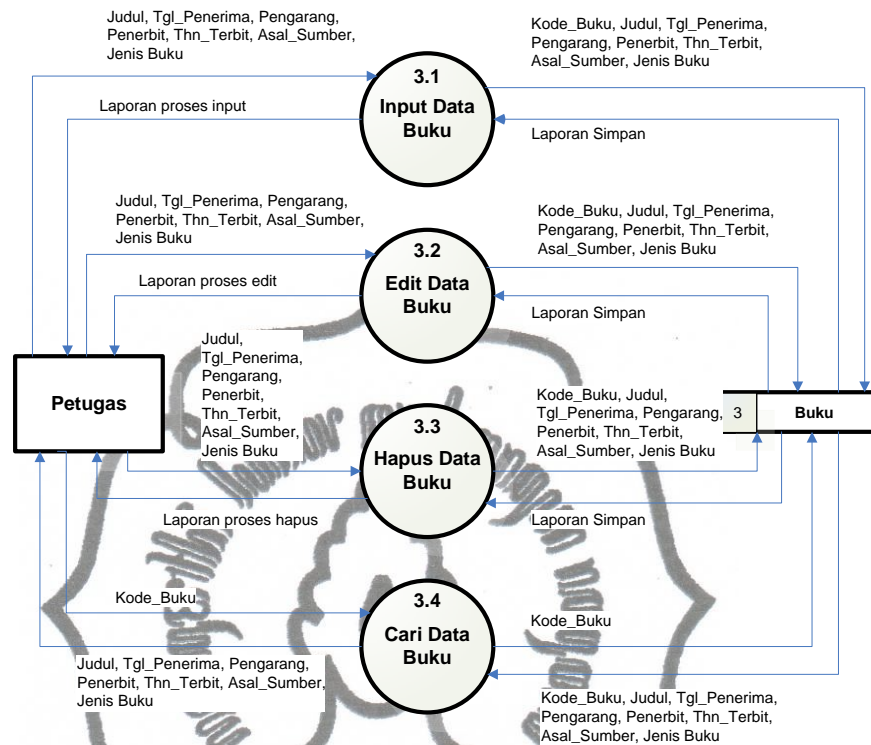 Judul, Tgl_Penerima, Pengarang,
Penerbit, Thn_Terbit, Asal_Sumber,
Jenis Buku
Kode_Buku, Judul, Tgl_Penerima,
Pengarang, Penerbit, Thn_Terbit,
Asal_Sumber, Jenis Buku
3.1
Input Data
Buku
Laporan proses input
Laporan Simpan
Judul, Tgl_Penerima, Pengarang,
Penerbit, Thn_Terbit, Asal_Sumber,
Jenis Buku
Kode_Buku, Judul, Tgl_Penerima,
Pengarang, Penerbit, Thn_Terbit,
Asal_Sumber, Jenis Buku
3.2
Edit Data
Buku
Laporan proses edit
Laporan Simpan
Petugas
Judul,
Tgl_Penerima,
Pengarang,
Penerbit,
Thn_Terbit,
Asal_Sumber,
Jenis Buku
3.3
Hapus Data
Buku
Kode_Buku, Judul,
Tgl_Penerima, Pengarang,
Penerbit, Thn_Terbit,
Asal_Sumber, Jenis Buku
3
Buku
Laporan proses hapus
Laporan Simpan
Kode_Buku
3.4
Cari Data
Buku
Kode_Buku
Judul, Tgl_Penerima, Pengarang,
Penerbit, Thn_Terbit, Asal_Sumber,
Jenis Buku
Kode_Buku, Judul, Tgl_Penerima,
Pengarang, Penerbit, Thn_Terbit,
Asal_Sumber, Jenis Buku